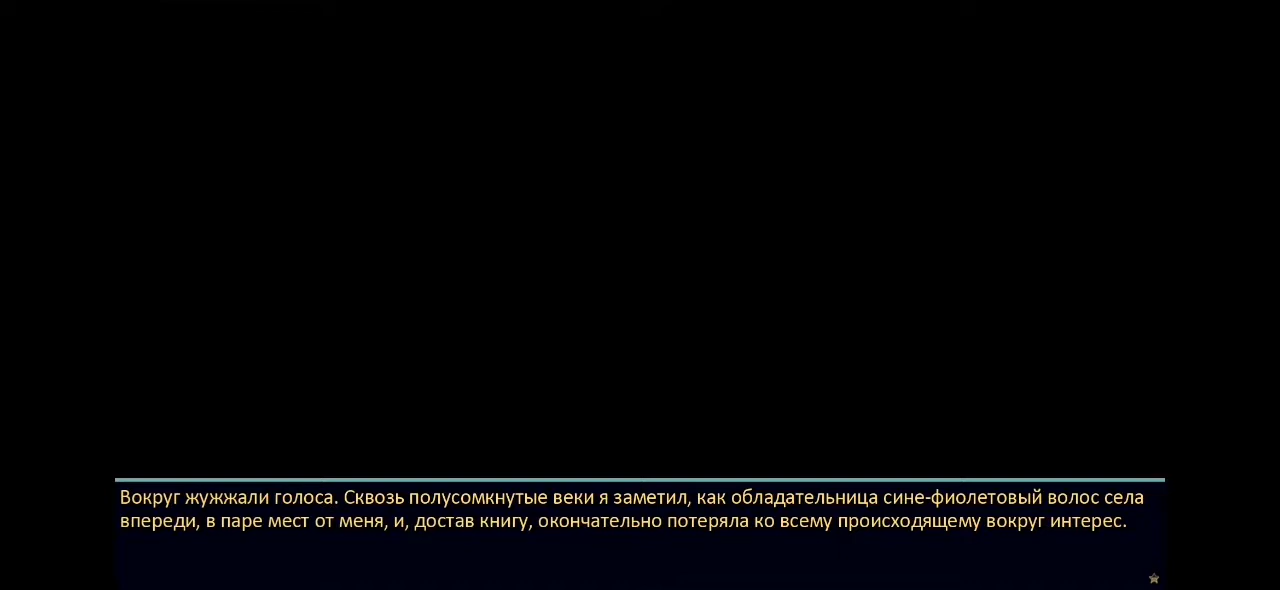 Вокруг жужжали голоса. Сквозь полусомкнутые веки я заметил, как обладательница сине-фиолетовый волос села
впереди, в паре мест от меня, и, достав книгу, окончательно потеряла ко всему происходящему вокруг интерес.